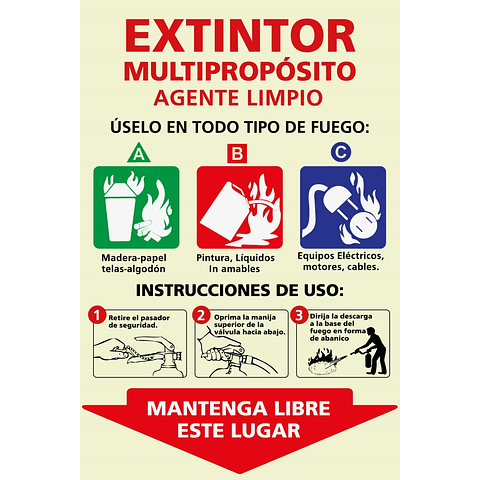 EXTINTOR
MULTIPROPÓSITO
AGENTE LIMPIO
ÚSELO EN TODO TIPO DE FUEGO:
A
B
C
Madera-papel
telas-algodón
Pintura, Líquidos
In amables
Equipos Eléctricos,
motores, cables.
INSTRUCCIONES DE USO:
1
Retire el pasador
de seguridad.
2
Oprima la manija
superior de la
válvula hacia abajo.
3
Dirija la descarga
a la base del
fuego en forma
de abanico
MANTENGA LIBRE
ESTE LUGAR